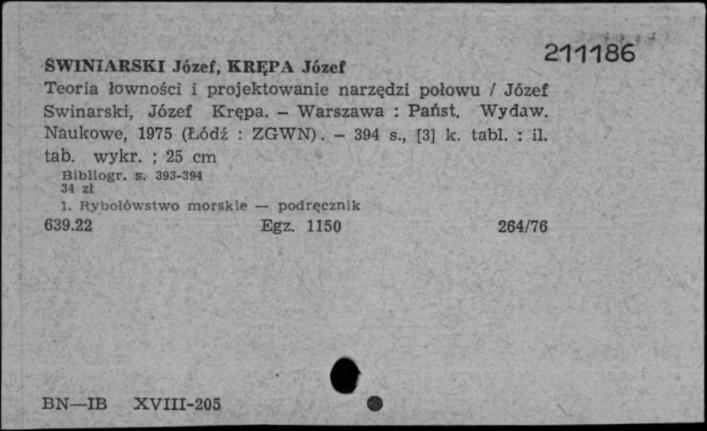 211186
ŚWINIARSKI Józef, KRĘPA Józef
Teoria łowności i projektowanie narzędzi połowu / Józef
Swinarski, Józef Krępa. — Warszawa : Państ. Wydaw.
Naukowe, 1975 (Łódź : ZGWN). — 394 s., [3] k. tabl. : il.
tab. wykr. ; 25 cm
Bibliogr. s. 393-394
34 zł
1. Rybołówstwo morskie — podręcznik
639.22 Egz. 1150 264/76
BN—IB XVIII-205